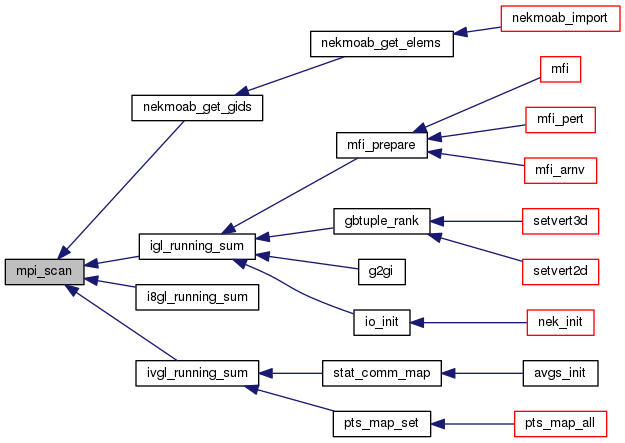 nekmoab_import
nekmoab_get_elems
mfi
nekmoab_get_gids
mfi_pert
mfi_prepare
mfi_arnv
gbtuple_rank
setvert3d
igl_running_sum
mpi_scan
g2gi
setvert2d
i8gl_running_sum
io_init
nek_init
ivgl_running_sum
stat_comm_map
avgs_init
pts_map_set
pts_map_all